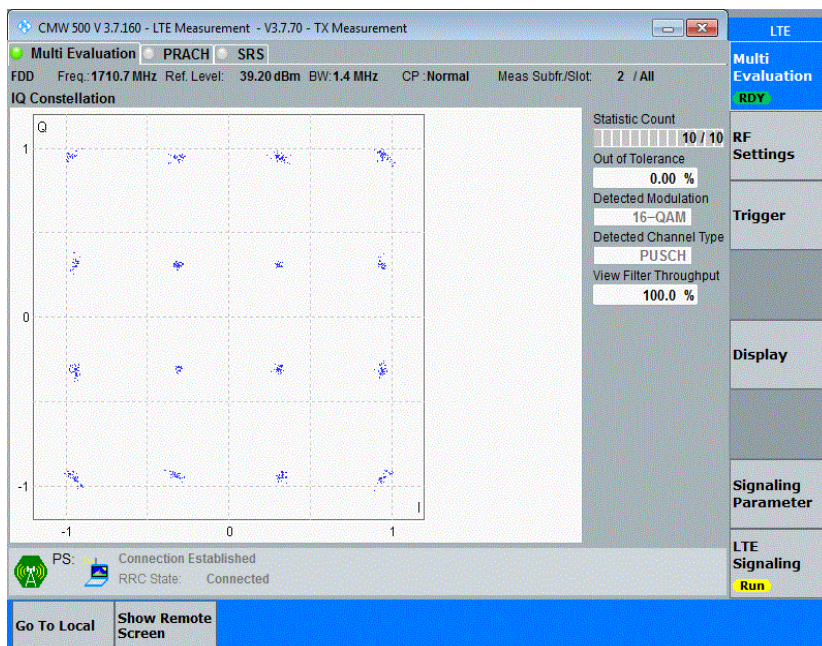 CMW 500 V 3.7.160 - LTE Measurement - V3.7.70 - TX Measurement
LTE
Multi Evaluation PRACH SRS
FDD Freq.: 1710.7 MHz Ref. Level: 39.20 dBm BW: 1.4 MHz CP : Normal Meas Subfr./Slot: 2 / All
IQ Constellation
Q
1
0
-1
-1 0 1
I
Statistic Count
10 / 10
Out of Tolerance
0.00 %
Detected Modulation
16-QAM
Detected Channel Type
PUSCH
View Filter Throughput
100.0 %
Multi
Evaluation
RDY
RF
Settings
Trigger
Display
Signaling
Parameter
LTE
Signaling
Run
PS: Connection Established
RRC State: Connected
Go To Local
Show Remote
Screen